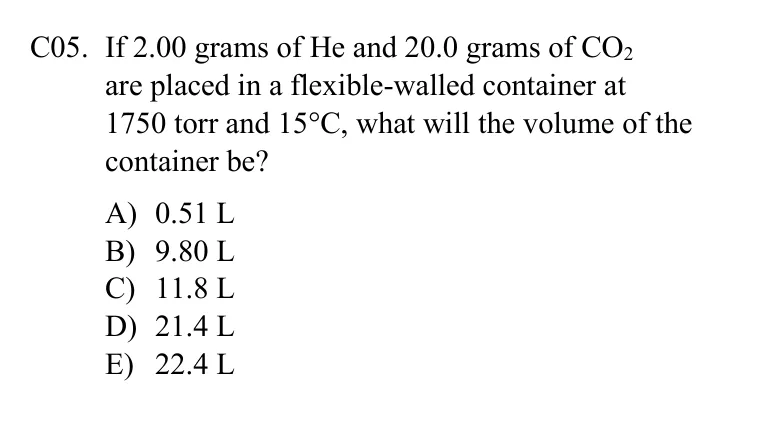 C05. If 2.00 grams of He and 20.0 grams of CO₂
are placed in a flexible-walled container at
1750 torr and 15°C, what will the volume of the
container be?
A) 0.51 L
B) 9.80 L
C) 11.8 L
D) 21.4 L
E) 22.4 L